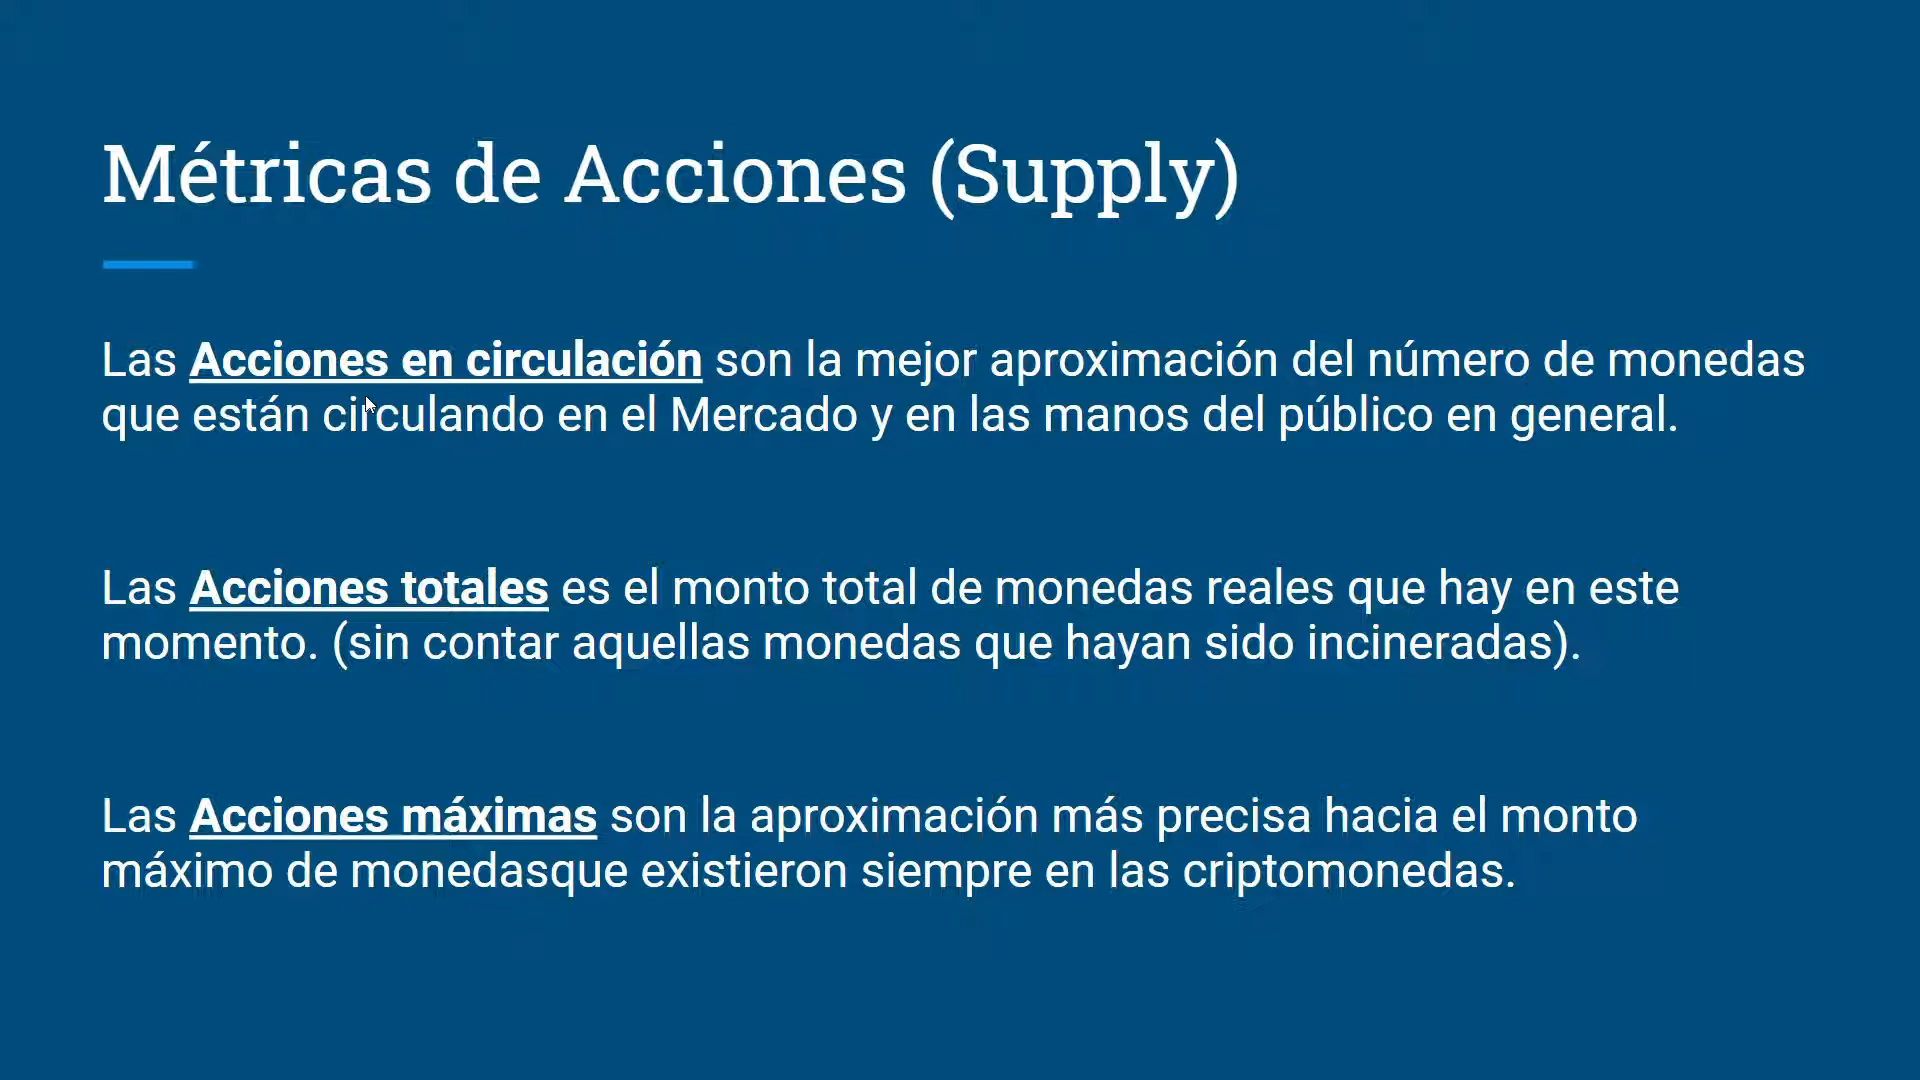 Métricas de Acciones (Supply)
Las Acciones en circulación son la mejor aproximación del número de monedas
que están circulando en el Mercado y en las manos del público en general.
Las Acciones totales es el monto total de monedas reales que hay en este
momento. (sin contar aquellas monedas que hayan sido incineradas).
Las Acciones máximas son la aproximación más precisa hacia el monto
máximo de monedasque existieron siempre en las criptomonedas.